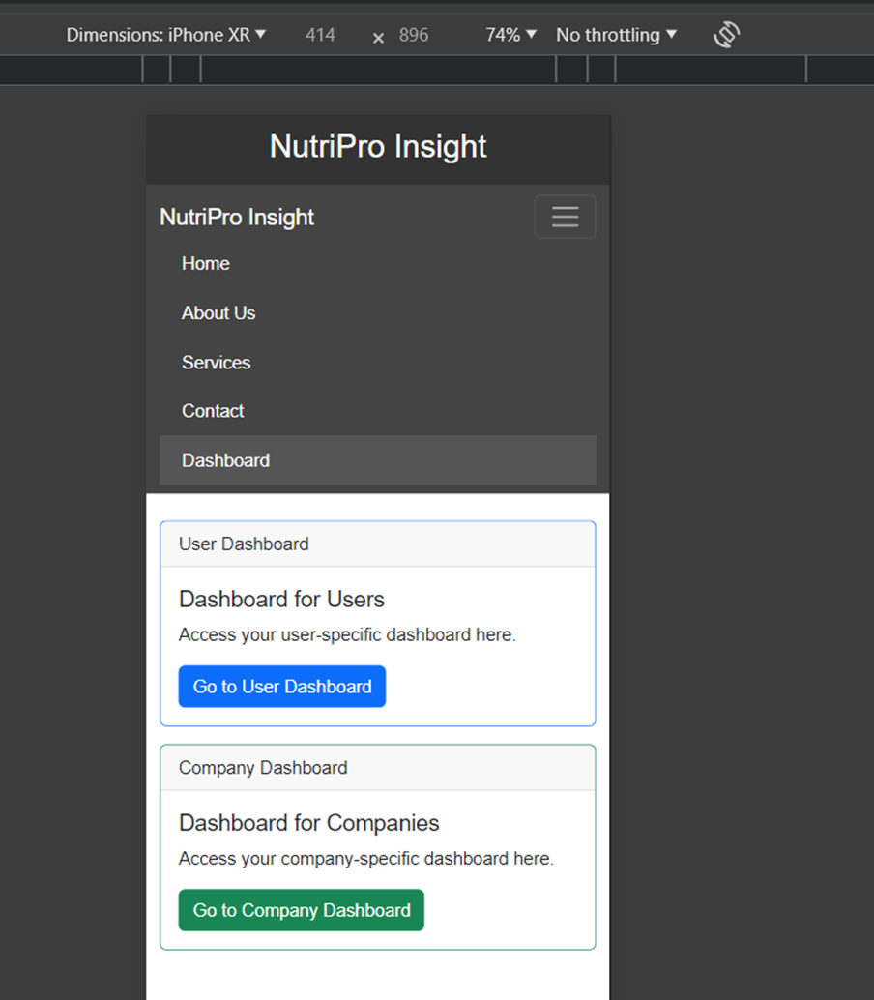 Dimensions: iPhone XR ▼ 414 × 896 74% ▼ No throttling ▼
NutriPro Insight
NutriPro Insight
Home
About Us
Services
Contact
Dashboard
User Dashboard
Dashboard for Users
Access your user-specific dashboard here.
Go to User Dashboard
Company Dashboard
Dashboard for Companies
Access your company-specific dashboard here.
Go to Company Dashboard